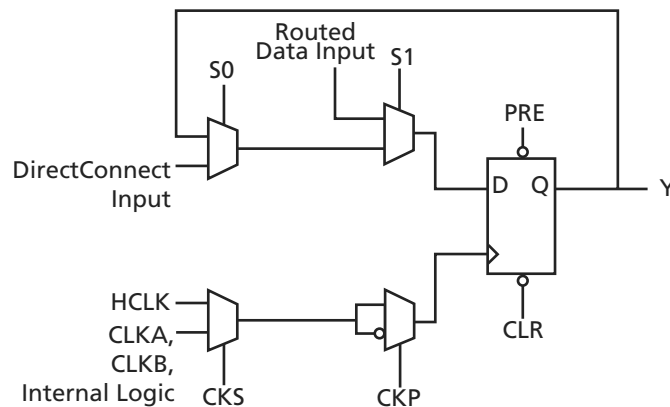 Routed
Data Input
S0
S1
PRE
DirectConnect
Input
D
Q
Y
HCLK
CLKA,
CLKB,
Internal Logic
CKS
CKP
CLR